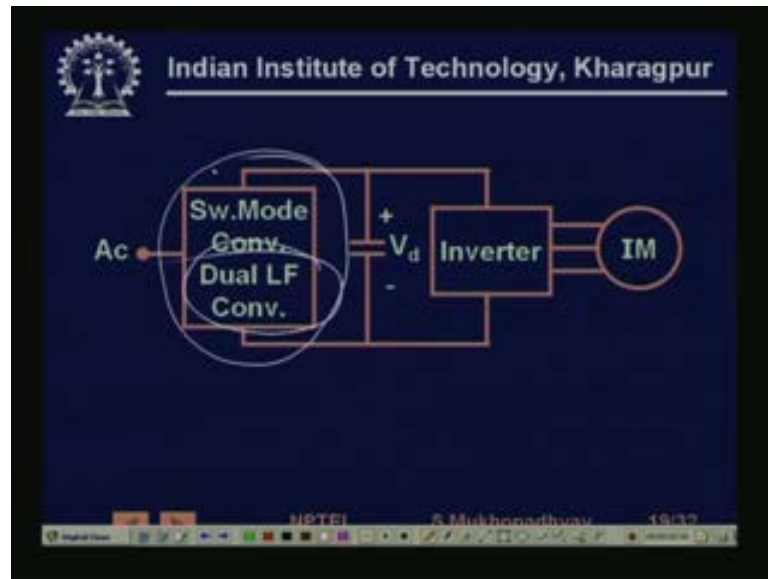 Indian Institute of Technology, Kharagpur
Sw.Mode
Conv.
Dual LF
Conv.
Ac
+
Vd
-
Inverter
IM
NPTEL S.Mukhopadhyay 19/32